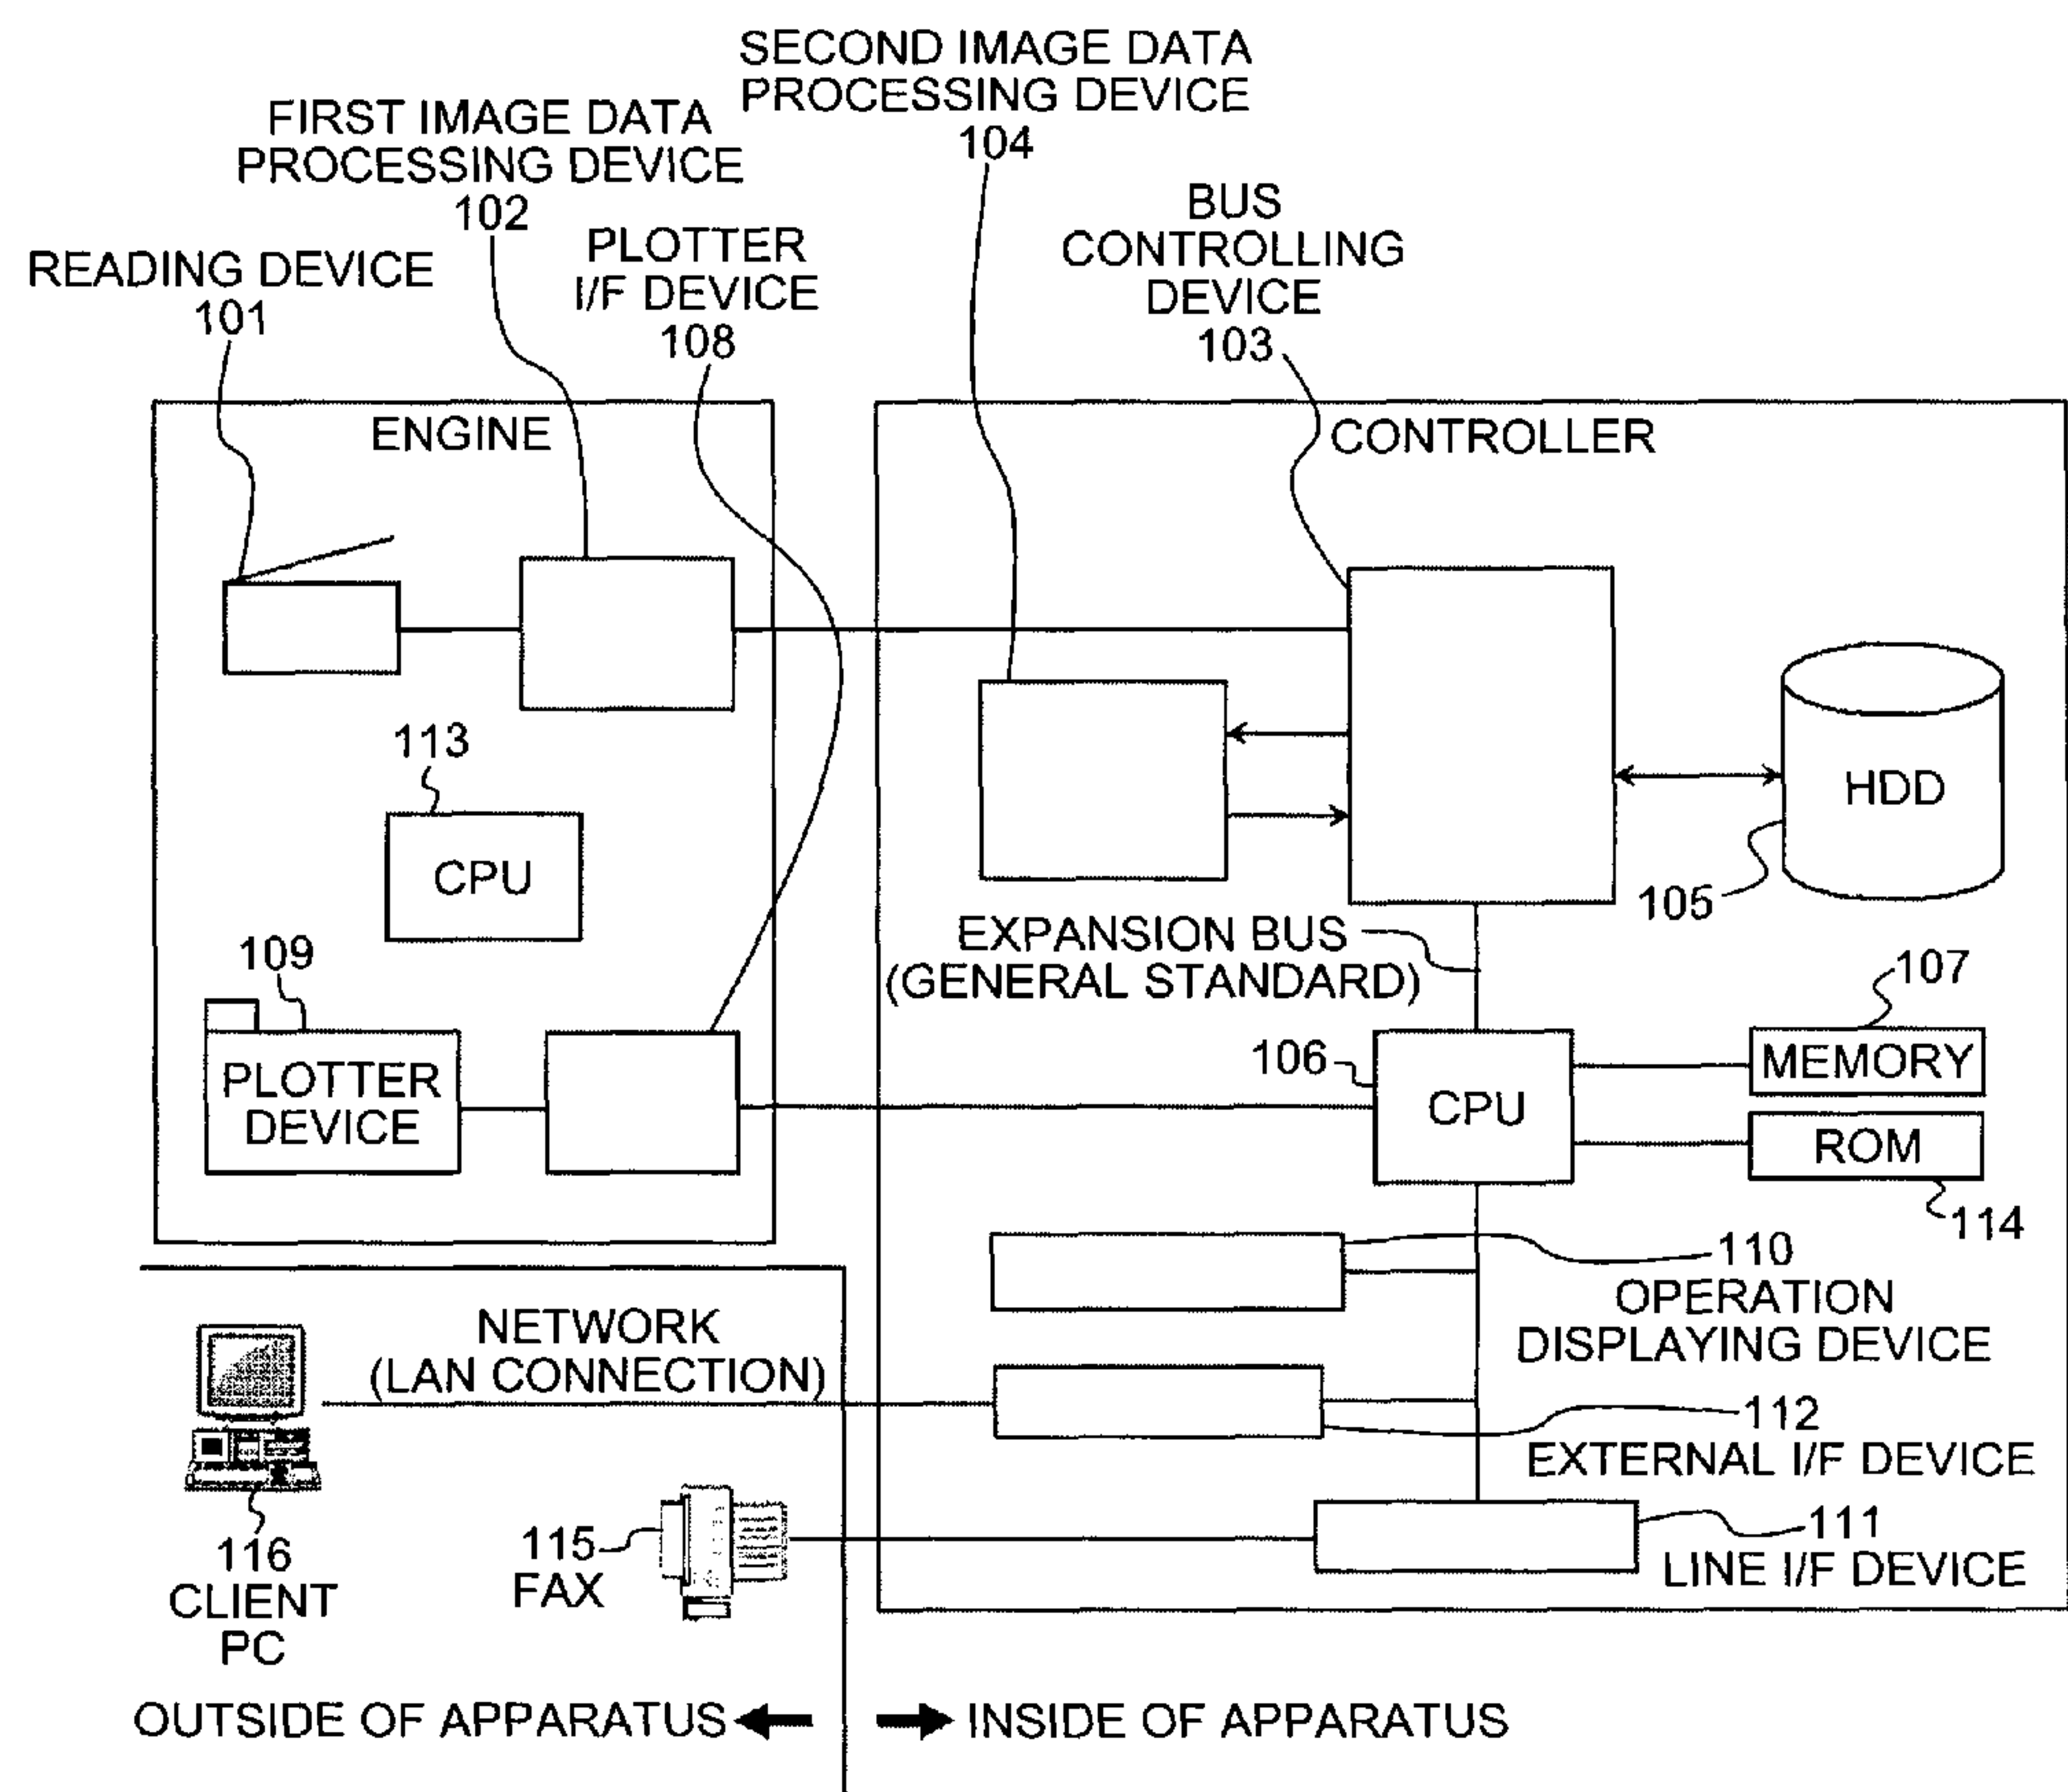 SECOND IMAGE DATA
PROCESSING DEVICE
104
FIRST IMAGE DATA
PROCESSING DEVICE
102
BUS
CONTROLLING
DEVICE
103
PLOTTER
I/F DEVICE
108
READING DEVICE
101
ENGINE
CONTROLLER
113
CPU
HDD
105
EXPANSION BUS
(GENERAL STANDARD)
109
PLOTTER
DEVICE
107
MEMORY
106
CPU
ROM
114
110
OPERATION
DISPLAYING DEVICE
NETWORK
(LAN CONNECTION)
112
EXTERNAL I/F DEVICE
116
CLIENT
PC
115
FAX
111
LINE I/F DEVICE
OUTSIDE OF APPARATUS
INSIDE OF APPARATUS